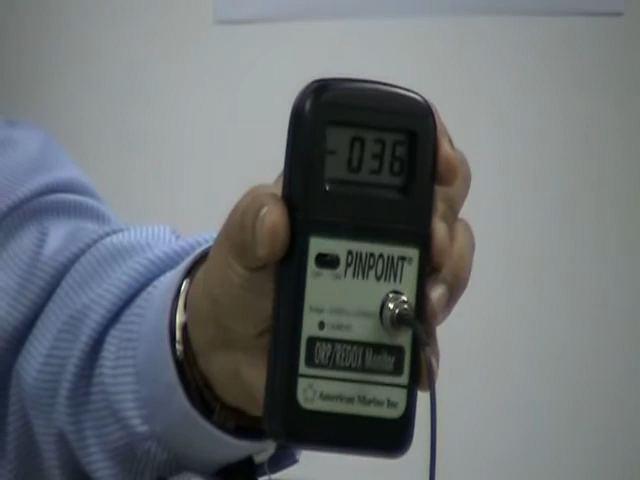 - 036
PINPOINT®
ORP/REDOX Monitor
American Marine Inc